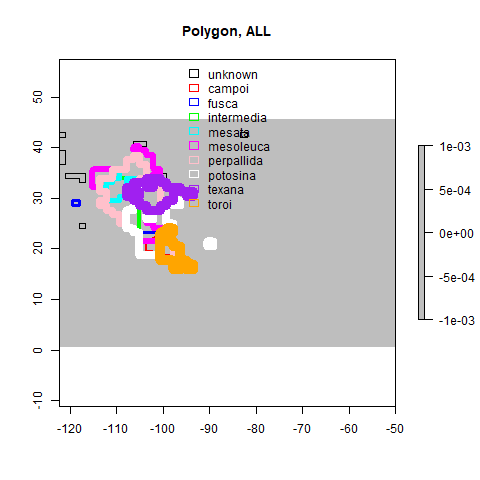 Polygon, ALL
unknown
campoi
fusca
intermedia
mesata
mesoleuca
perpallida
potosina
texana
toroi
50
40
30
20
10
0
-10
-120
-110
-100
-90
-80
-70
-60
-50
1e-03
5e-04
0e+00
-5e-04
-1e-03